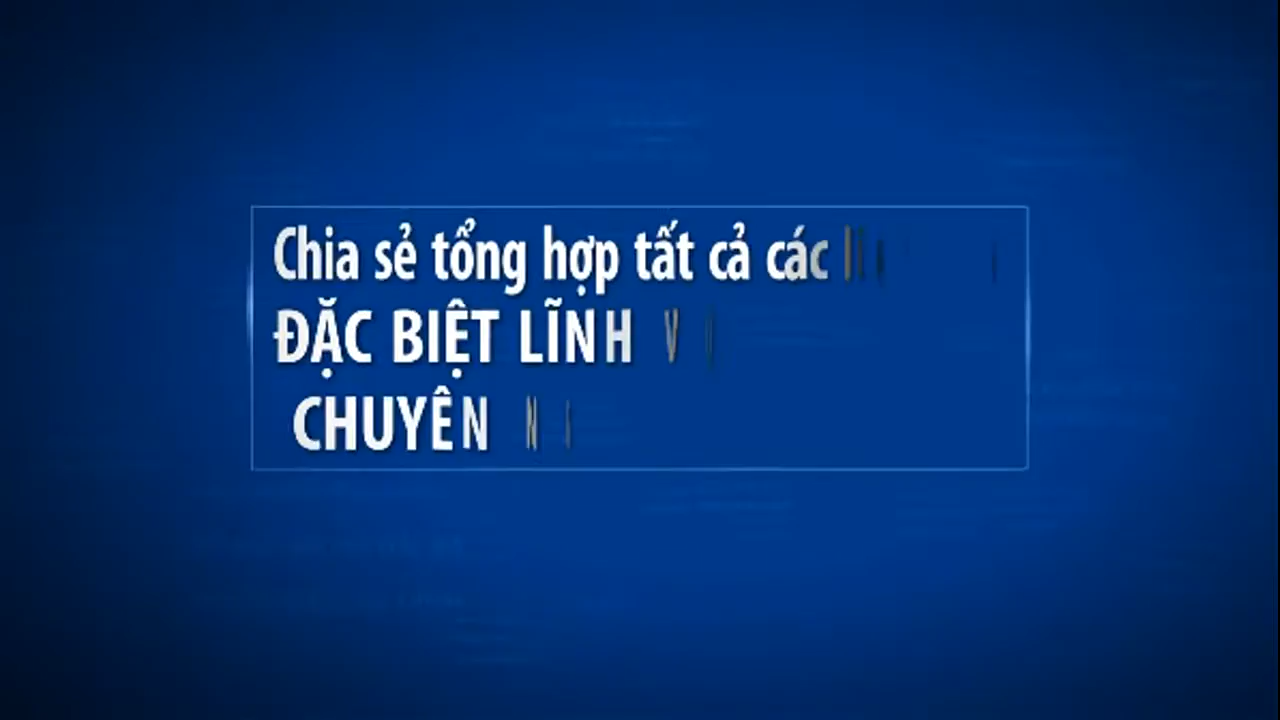 Chia sẻ tổng hợp tất cả các
ĐẶC BIỆT LĨNH
CHUYÊN